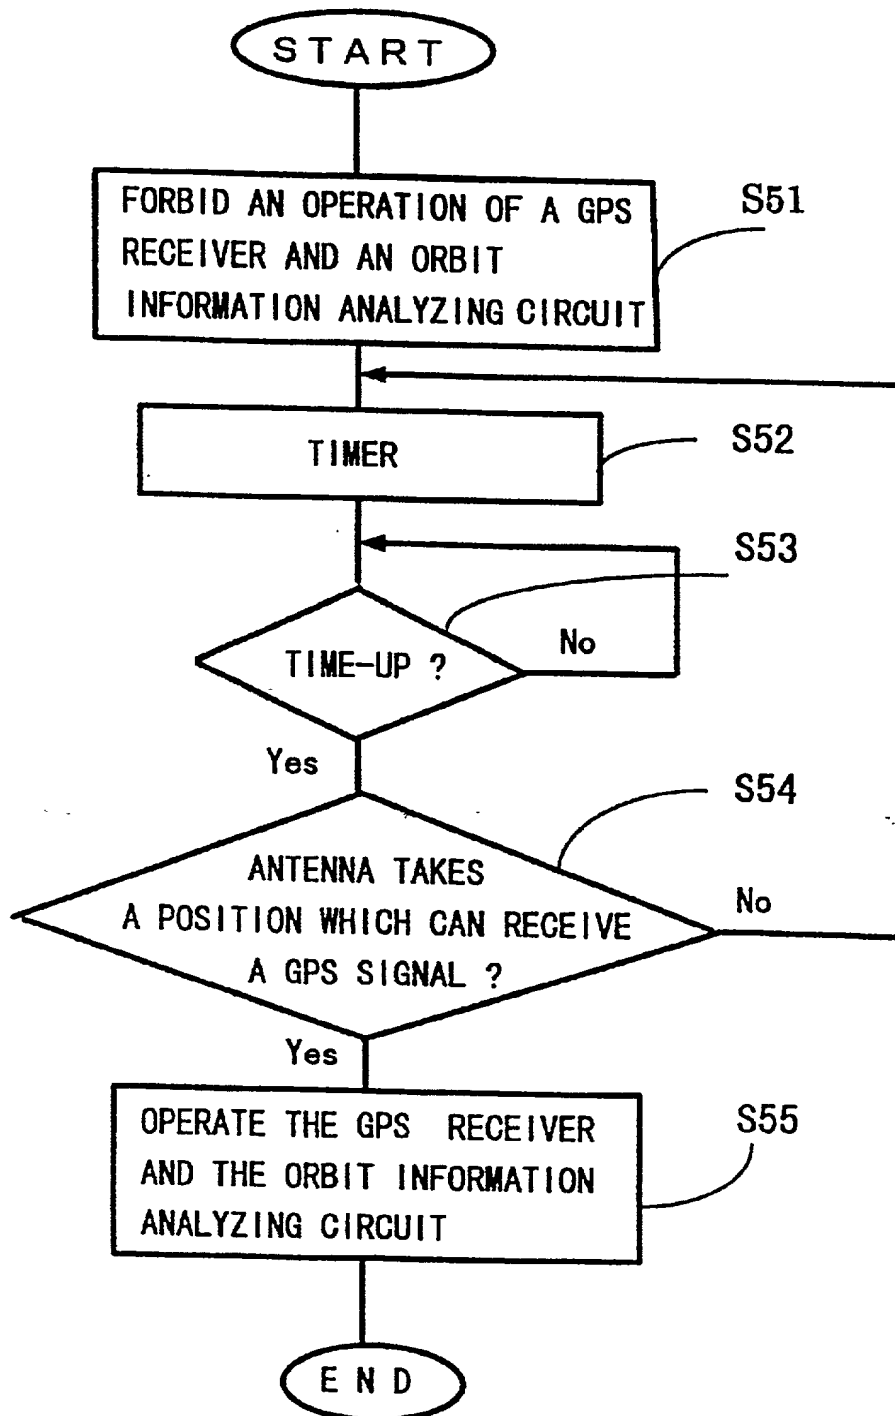 START
FORBID AN OPERATION OF A GPS
RECEIVER AND AN ORBIT
INFORMATION ANALYZING CIRCUIT
S51
TIMER
S52
S53
TIME-UP ?
No
Yes
S54
ANTENNA TAKES
A POSITION WHICH CAN RECEIVE
A GPS SIGNAL ?
No
Yes
OPERATE THE GPS RECEIVER
AND THE ORBIT INFORMATION
ANALYZING CIRCUIT
S55
END